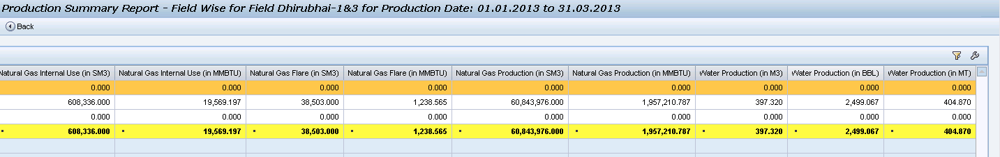 Production Summary Report - Field Wise for Field Dhirubhai-1&3 for Production Date: 01.01.2013 to 31.03.2013
Back
Natural Gas Internal Use (in SM3) Natural Gas Internal Use (in MMBTU) Natural Gas Flare (in SM3) Natural Gas Flare (in MMBTU) Natural Gas Production (in SM3) Natural Gas Production (in MMBTU) Water Production (in M3) Water Production (in BBL) Water Production (in MT)
0.000 0.000 0.000 0.000 0.000 0.000 0.000 0.000 0.000
608,336.000 19,569.197 38,503.000 1,238.565 60,843,976.000 1,957,210.787 397.320 2,499.067 404.870
0.000 0.000 0.000 0.000 0.000 0.000 0.000 0.000 0.000
▪ 608,336.000 ▪ 19,569.197 ▪ 38,503.000 ▪ 1,238.565 ▪ 60,843,976.000 ▪ 1,957,210.787 ▪ 397.320 ▪ 2,499.067 ▪ 404.870